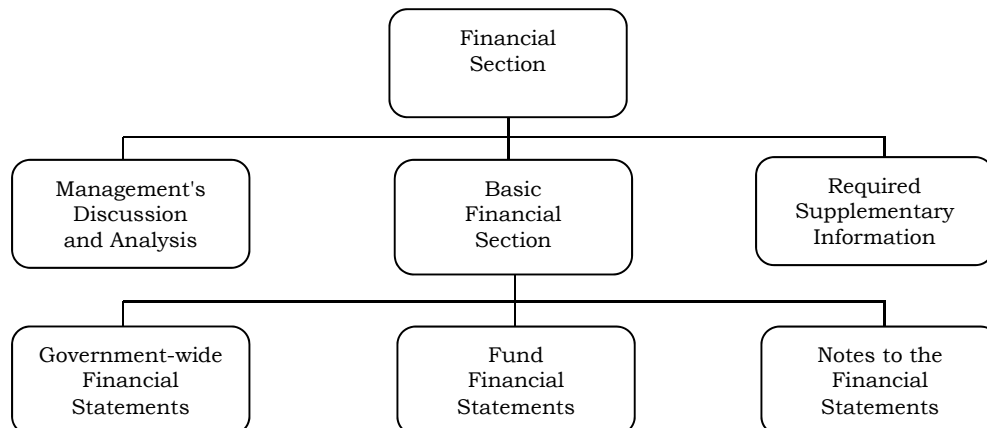 Financial
Section
Management's
Discussion
and Analysis
Basic
Financial
Section
Required
Supplementary
Information
Government-wide
Financial
Statements
Fund
Financial
Statements
Notes to the
Financial
Statements